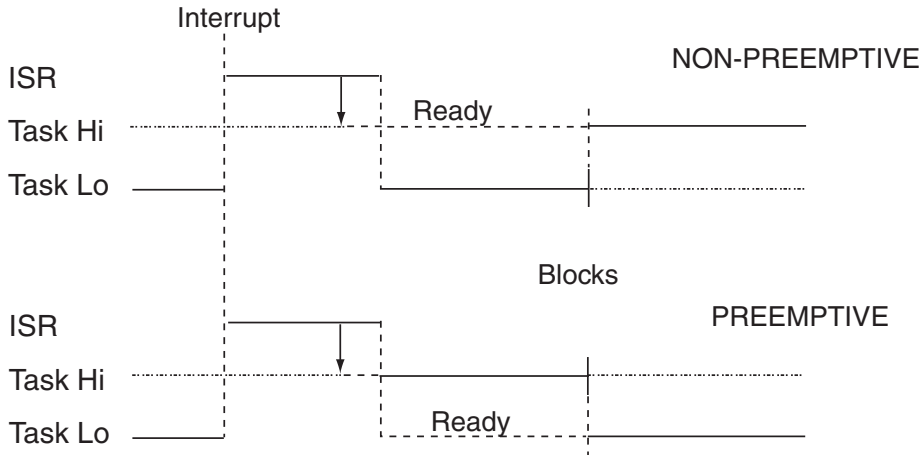 Interrupt
NON-PREEMPTIVE
ISR
Ready
Task Hi
Task Lo
Blocks
PREEMPTIVE
ISR
Task Hi
Ready
Task Lo